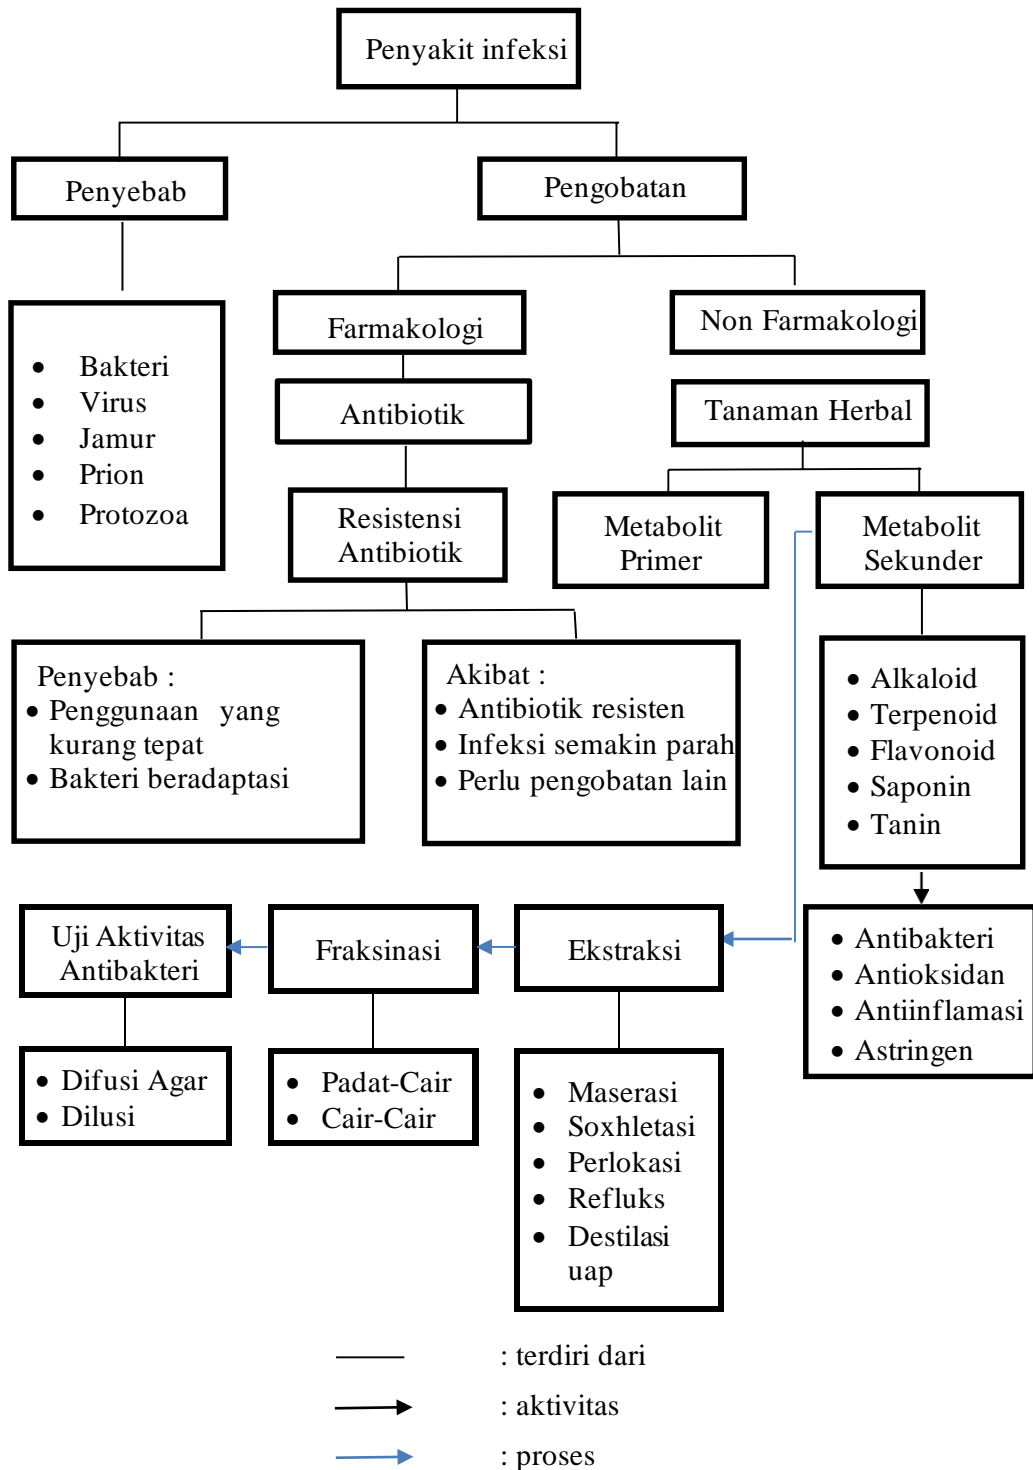 Penyakit infeksi
Penyebab
Pengobatan
Farmakologi
Non Farmakologi
• Bakteri
• Virus
• Jamur
• Prion
• Protozoa
Antibiotik
Tanaman Herbal
Resistensi
Antibiotik
Metabolit
Primer
Metabolit
Sekunder
Penyebab :
• Penggunaan yang
kurang tepat
• Bakteri beradaptasi
Akibat :
• Antibiotik resisten
• Infeksi semakin parah
• Perlu pengobatan lain
• Alkaloid
• Terpenoid
• Flavonoid
• Saponin
• Tanin
Uji Aktivitas
Antibakteri
Fraksinasi
Ekstraksi
• Antibakteri
• Antioksidan
• Antiinflamasi
• Astringen
• Difusi Agar
• Dilusi
• Padat-Cair
• Cair-Cair
• Maserasi
• Soxhletasi
• Perlokasi
• Refluks
• Destilasi
uap
: terdiri dari
: aktivitas
: proses